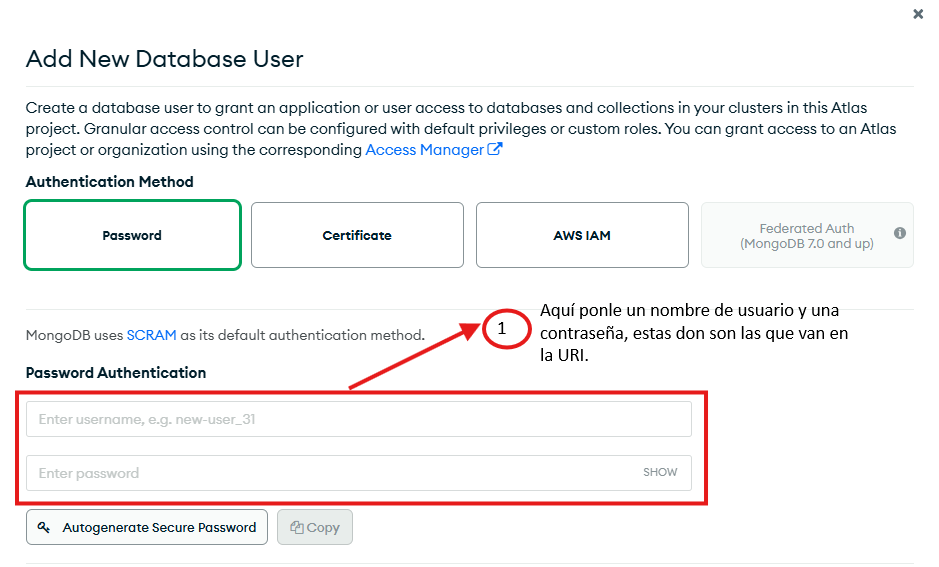 Add New Database User
Create a database user to grant an application or user access to databases and collections in your clusters in this Atlas
project. Granular access control can be configured with default privileges or custom roles. You can grant access to an Atlas
project or organization using the corresponding Access Manager
Authentication Method
Password
Certificate
AWS IAM
Federated Auth
(MongoDB 7.0 and up)
MongoDB uses SCRAM as its default authentication method.
1
Aquí ponle un nombre de usuario y una
contraseña, estas don son las que van en
la URI.
Password Authentication
Enter username, e.g. new-user_31
Enter password
SHOW
Autogenerate Secure Password
Copy